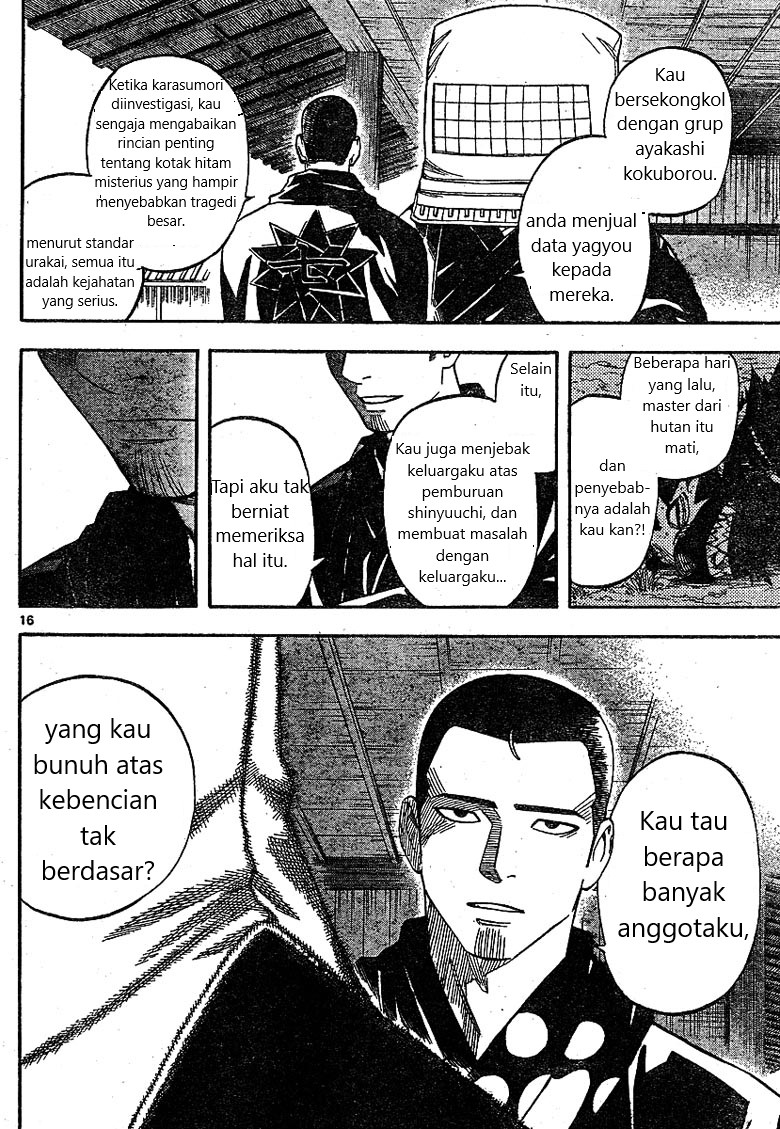 Kau
bersekongkol
dengan grup
ayakashi
kokuborou.
anda menjual
data yagyou
kepada
mereka.
Ketika karasumori
diinvestigasi, kau
sengaja mengabaikan
rincian penting
tentang kotak hitam
misterius yang hampir
menyebabkan tragedi
besar.
menurut standar
urakai, semua itu
adalah kejahatan
yang serius.
Beberapa hari
yang lalu,
master dari
hutan itu
mati,
dan
penyebab-
nya adalah
kau kan?!
Selain
itu,
Kau juga menjebak
keluargaku atas
pemburuan
shinyuuchi, dan
membuat masalah
dengan
keluargaku...
Tapi aku tak
berniat
memeriksa
hal itu.
16
Kau tau
berapa
banyak
anggotaku,
yang kau
bunuh atas
kebencian
tak
berdasar?